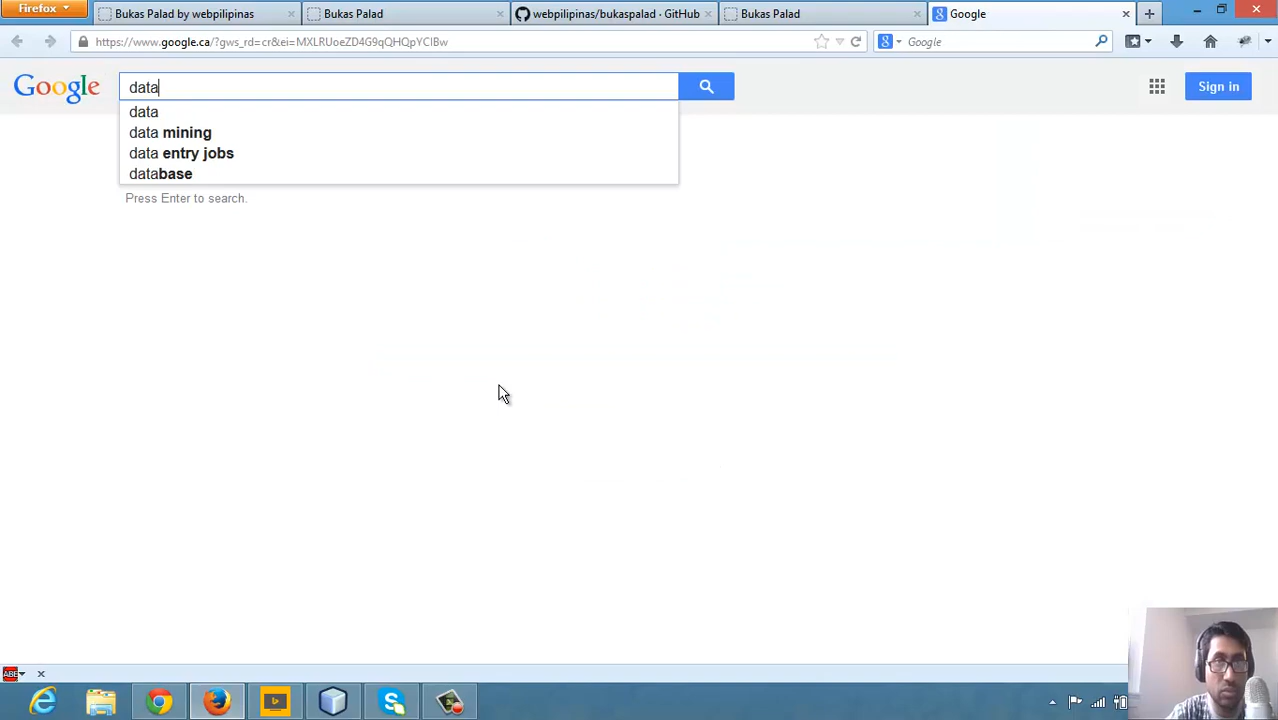 Firefox
Bukas Palad by webpilipinas
Bukas Palad
webpilipinas/bukaspalad · GitHub
Bukas Palad
Google
https://www.google.ca/?gws_rd=cr&ei=MXLRUoeZD4G9qQHQpYCIBw
Google
Google
data
Sign in
data
data mining
data entry jobs
database
Press Enter to search.
ABE